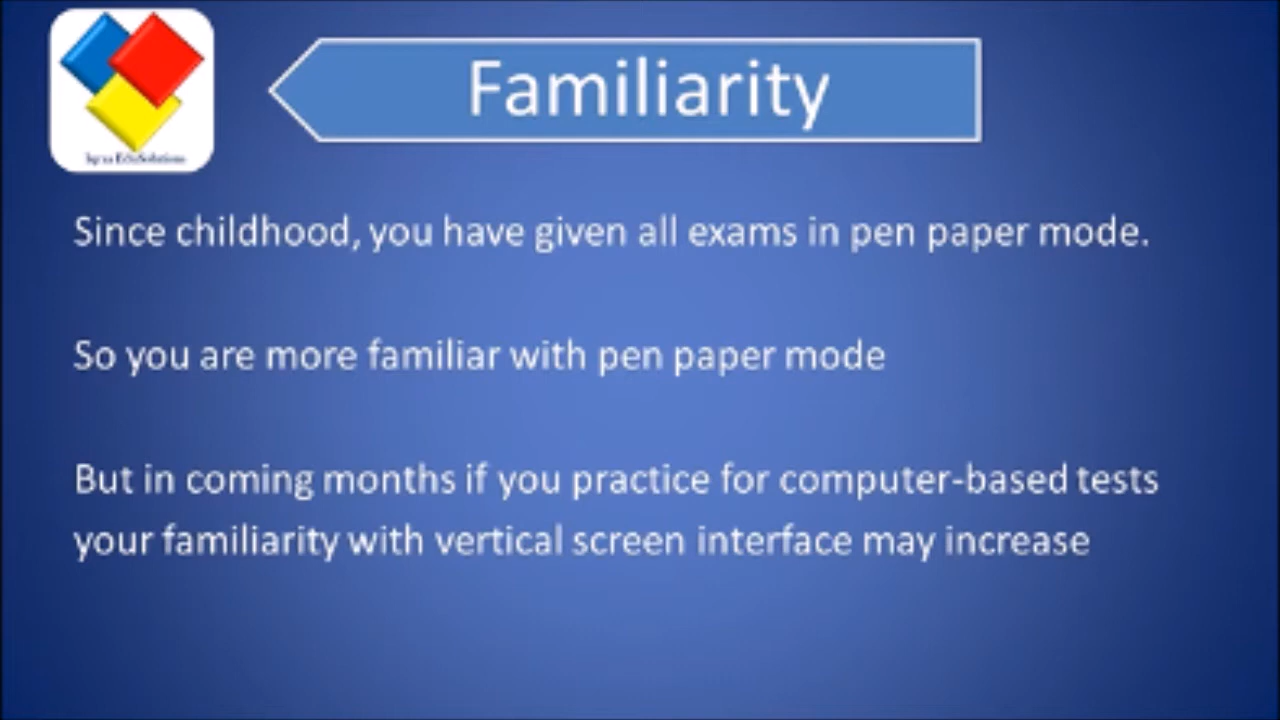 Familiarity
EduSolutions
Since childhood, you have given all exams in pen paper mode.
So you are more familiar with pen paper mode
But in coming months if you practice for computer-based tests
your familiarity with vertical screen interface may increase